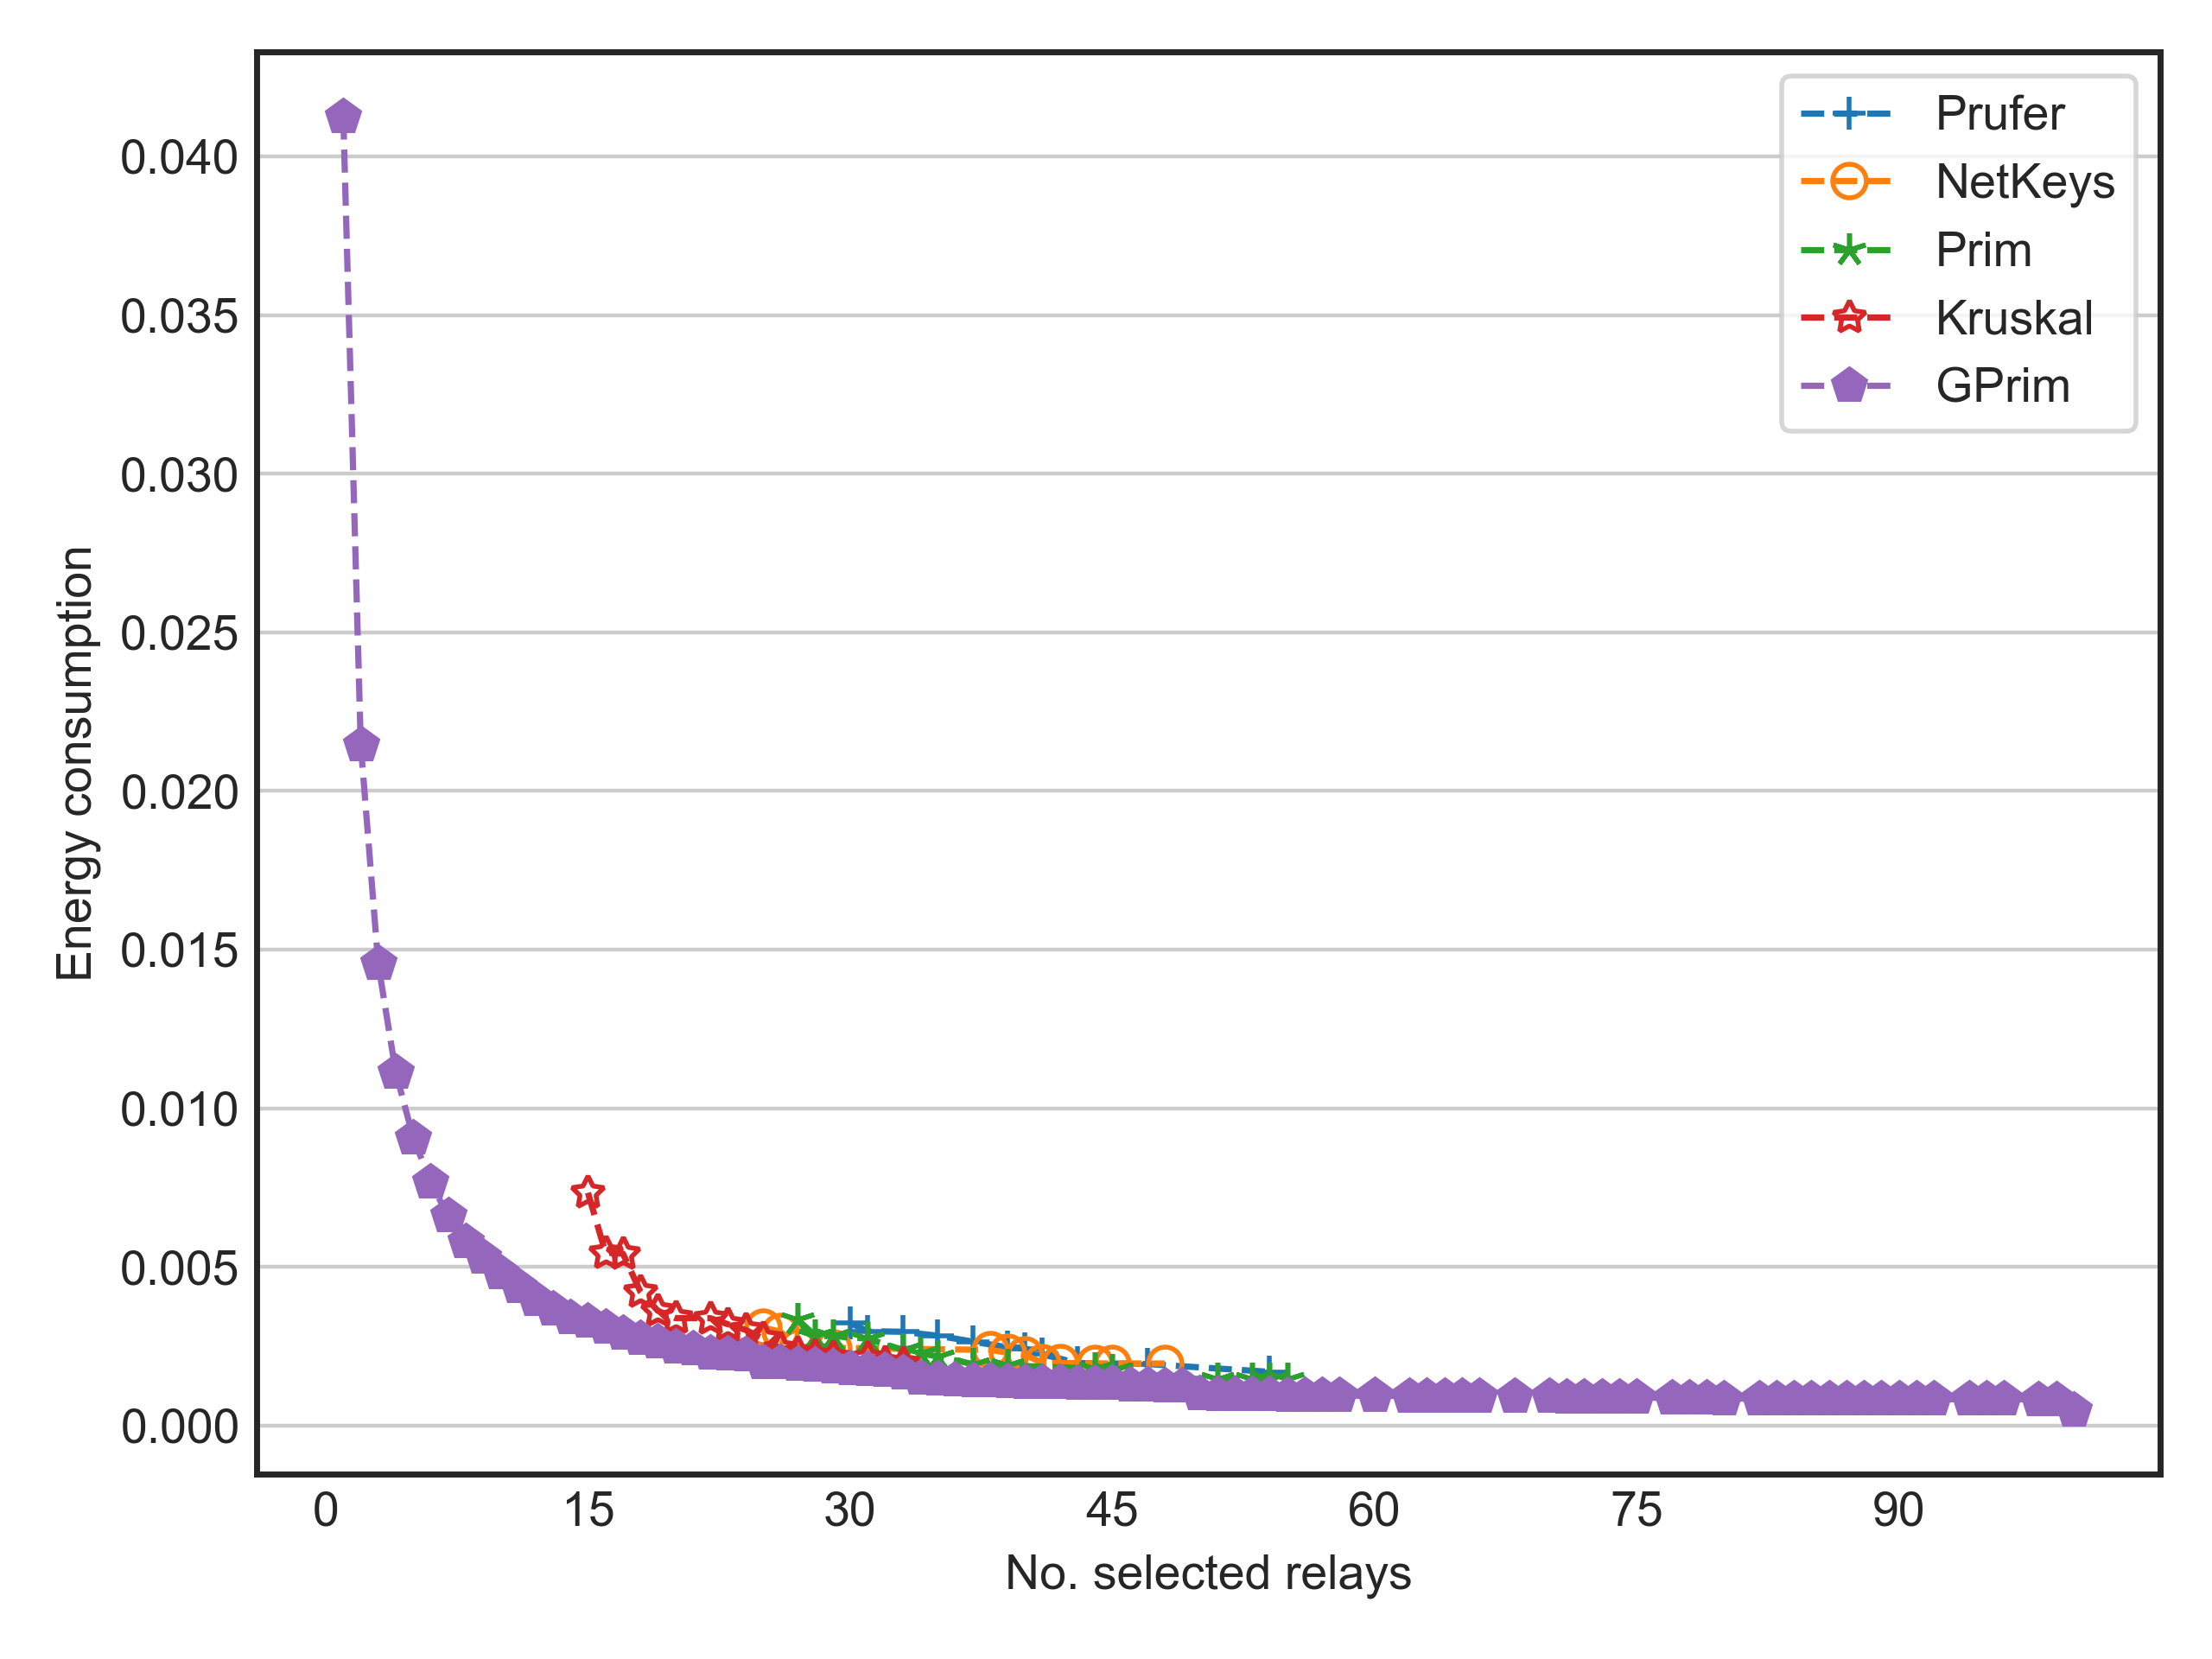 Prufer
NetKeys
Prim
Kruskal
GPrim
Energy consumption
0.040
0.035
0.030
0.025
0.020
0.015
0.010
0.005
0.000
0 15 30 45 60 75 90
No. selected relays